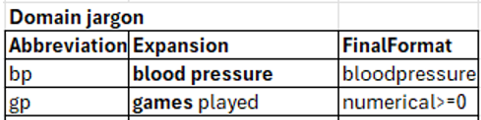 Domain jargon
Abbreviation Expansion FinalFormat
bp blood pressure bloodpressure
gp games played numerical>=0